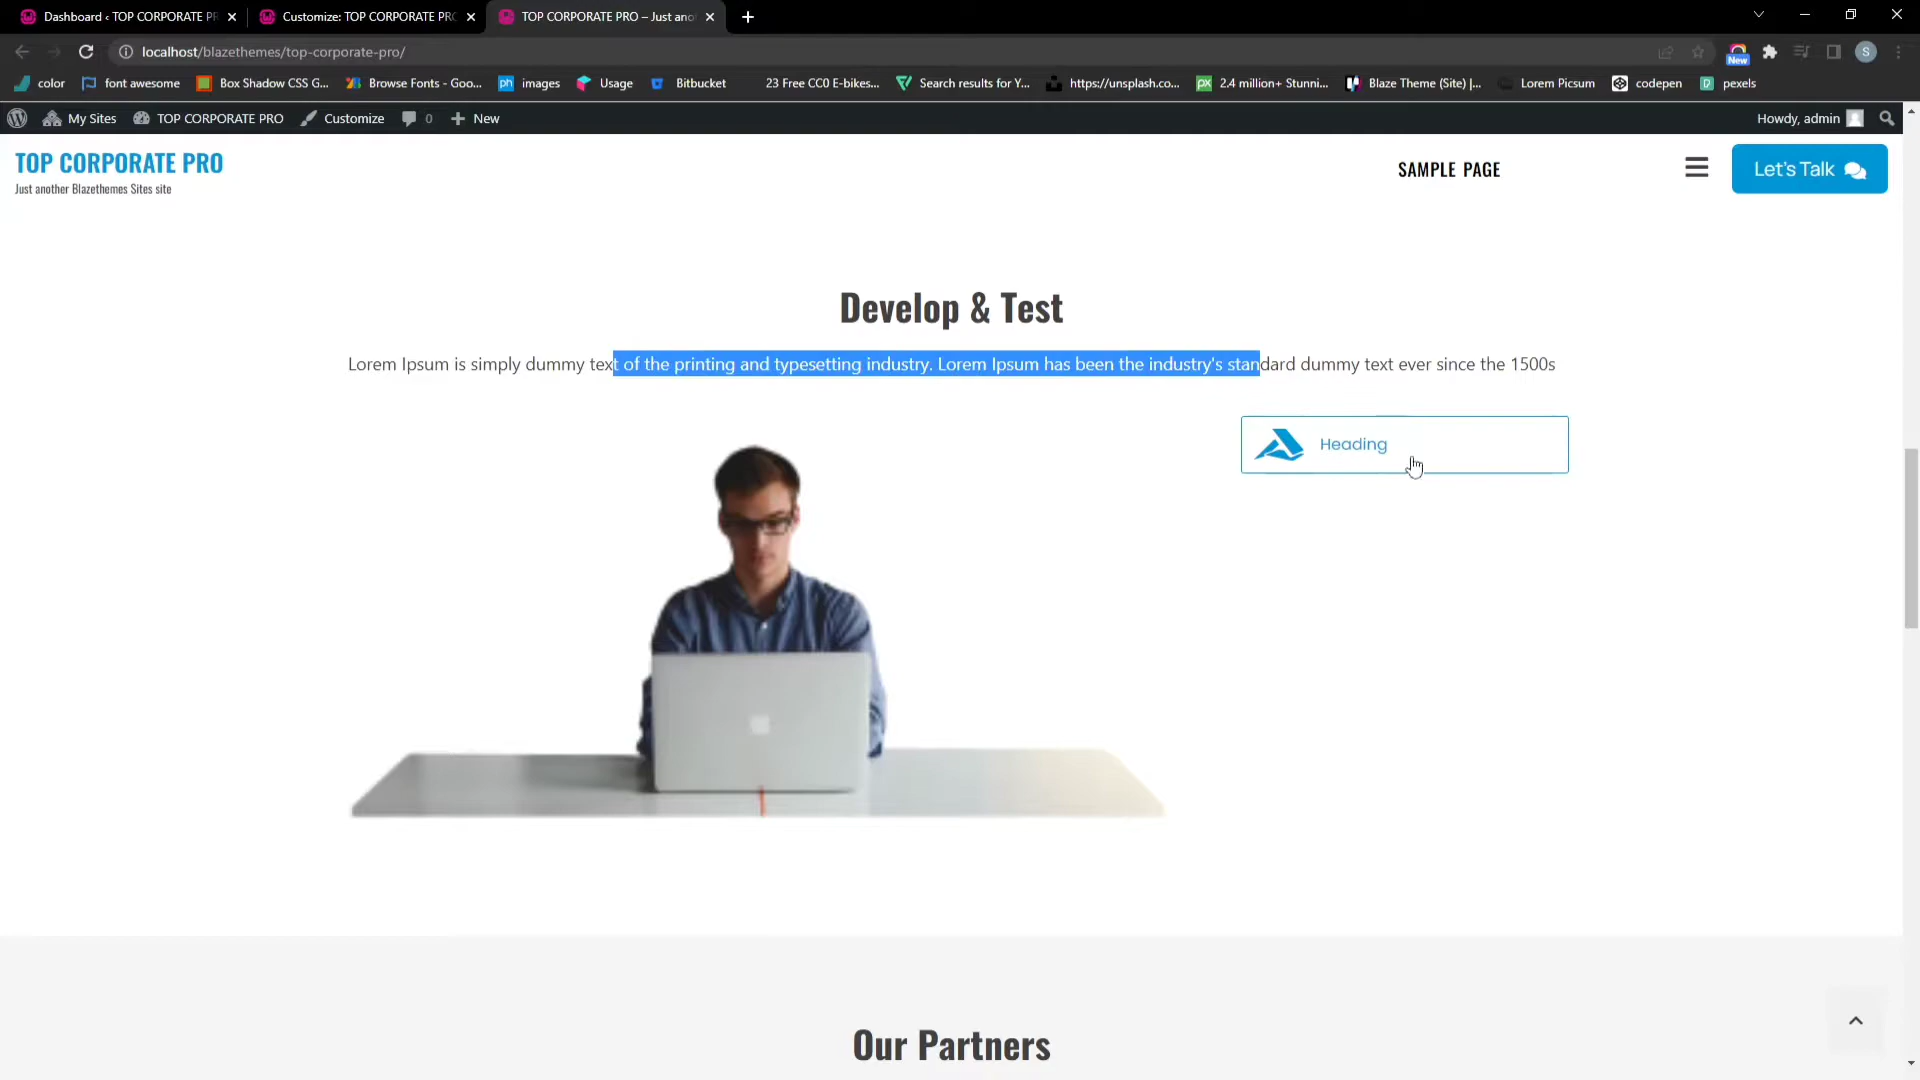 Dashboard ‹ TOP CORPORATE PR
Customize: TOP CORPORATE PRO
TOP CORPORATE PRO – Just ano
localhost/blazethemes/top-corporate-pro/
New
S
color
font awesome
Box Shadow CSS G...
Browse Fonts - Goo...
ph images
Usage
Bitbucket
23 Free CC0 E-bikes...
Search results for Y...
https://unsplash.co...
px 2.4 million+ Stunni...
Blaze Theme (Site) |...
Lorem Picsum
codepen
pexels
My Sites
TOP CORPORATE PRO
Customize
0
New
Howdy, admin
TOP CORPORATE PRO
Just another Blazethemes Sites site
SAMPLE PAGE
Let's Talk
Develop & Test
Lorem Ipsum is simply dummy text of the printing and typesetting industry. Lorem Ipsum has been the industry's standard dummy text ever since the 1500s
Heading
Our Partners